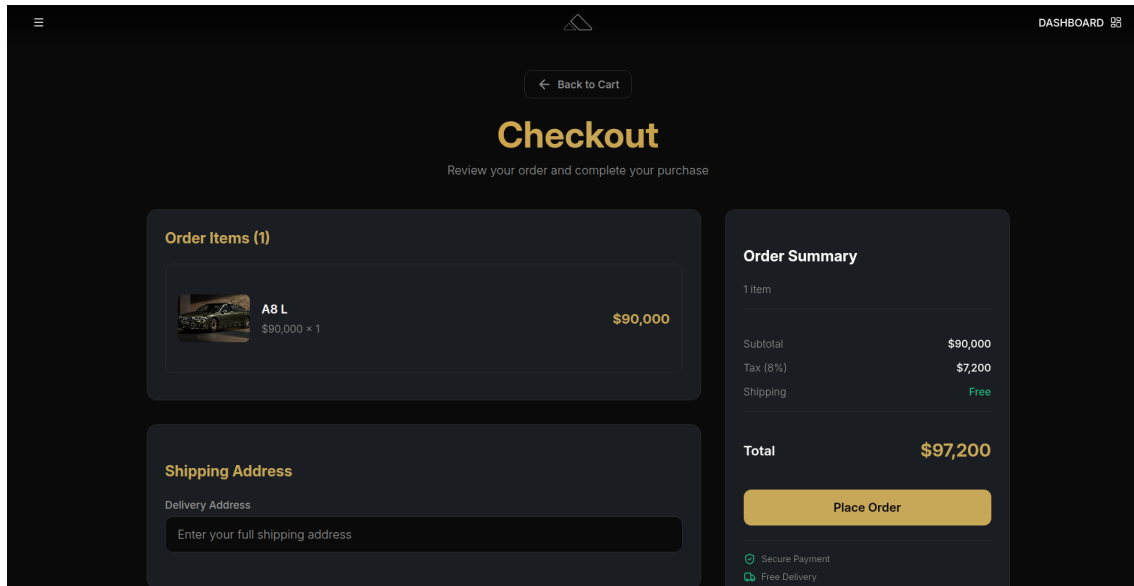 DASHBOARD
Back to Cart
Checkout
Review your order and complete your purchase
Order Items (1)
A8 L
$90,000 × 1
$90,000
Shipping Address
Delivery Address
Enter your full shipping address
Order Summary
1 item
Subtotal $90,000
Tax (8%) $7,200
Shipping Free
Total $97,200
Place Order
Secure Payment
Free Delivery